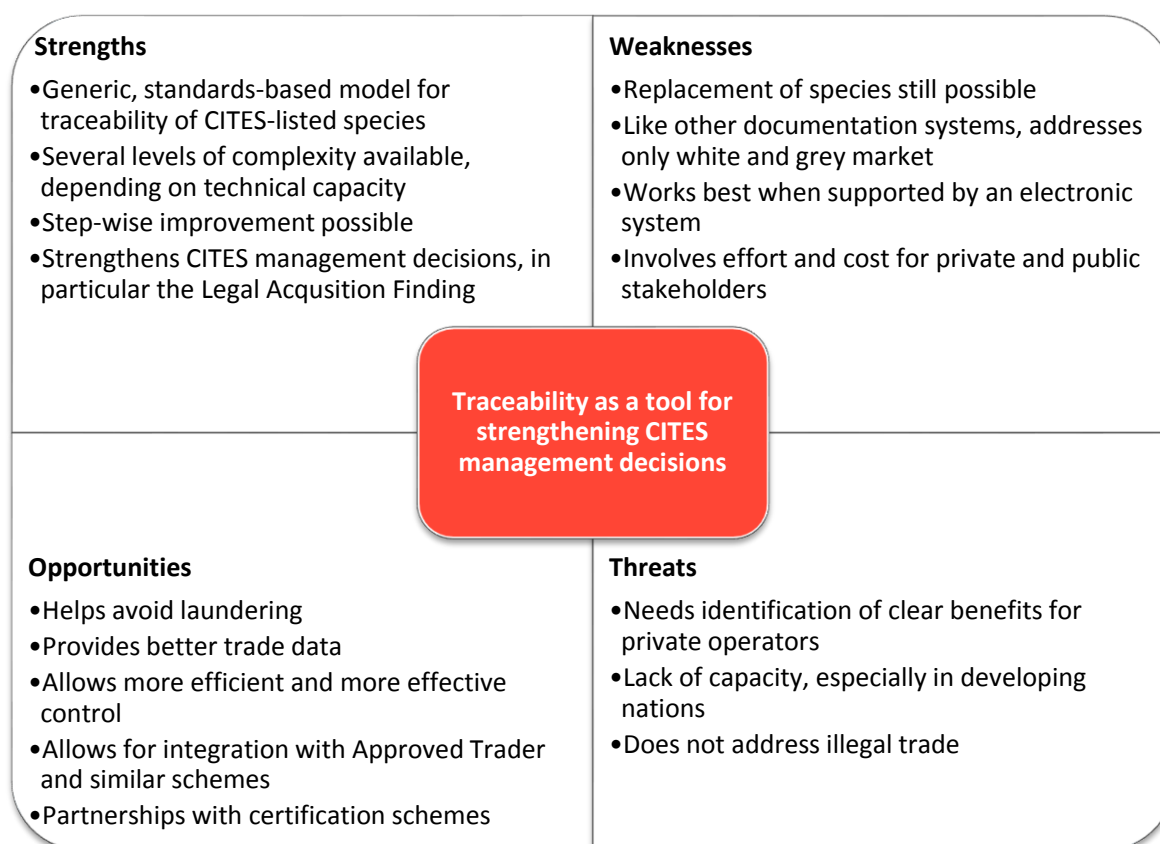 Strengths
•Generic, standards-based model for
traceability of CITES-listed species
•Several levels of complexity available,
depending on technical capacity
•Step-wise improvement possible
•Strengthens CITES management decisions, in
particular the Legal Acqusition Finding
Weaknesses
•Replacement of species still possible
•Like other documentation systems, addresses
only white and grey market
•Works best when supported by an electronic
system
•Involves effort and cost for private and public
stakeholders
Traceability as a tool for
strengthening CITES
management decisions
Opportunities
•Helps avoid laundering
•Provides better trade data
•Allows more efficient and more effective
control
•Allows for integration with Approved Trader
and similar schemes
•Partnerships with certification schemes
Threats
•Needs identification of clear benefits for
private operators
•Lack of capacity, especially in developing
nations
•Does not address illegal trade